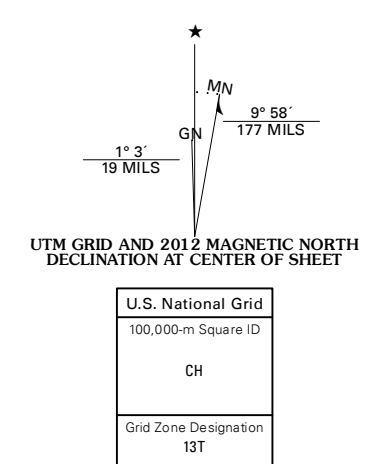 ★
MN
GN
9° 58´
177 MILS
1° 3´
19 MILS
UTM GRID AND 2012 MAGNETIC NORTH
DECLINATION AT CENTER OF SHEET
U.S. National Grid
100,000-m Square ID
CH
Grid Zone Designation
13T